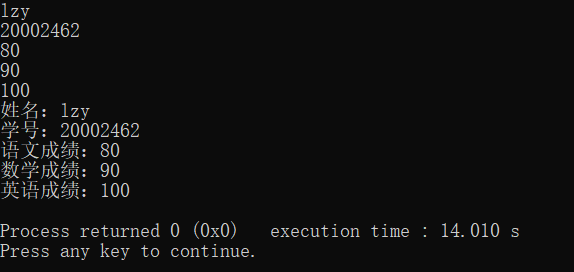 lzy
20002462
80
90
100
姓名：lzy
学号：20002462
语文成绩：80
数学成绩：90
英语成绩：100
Process returned 0 (0x0)   execution time : 14.010 s
Press any key to continue.